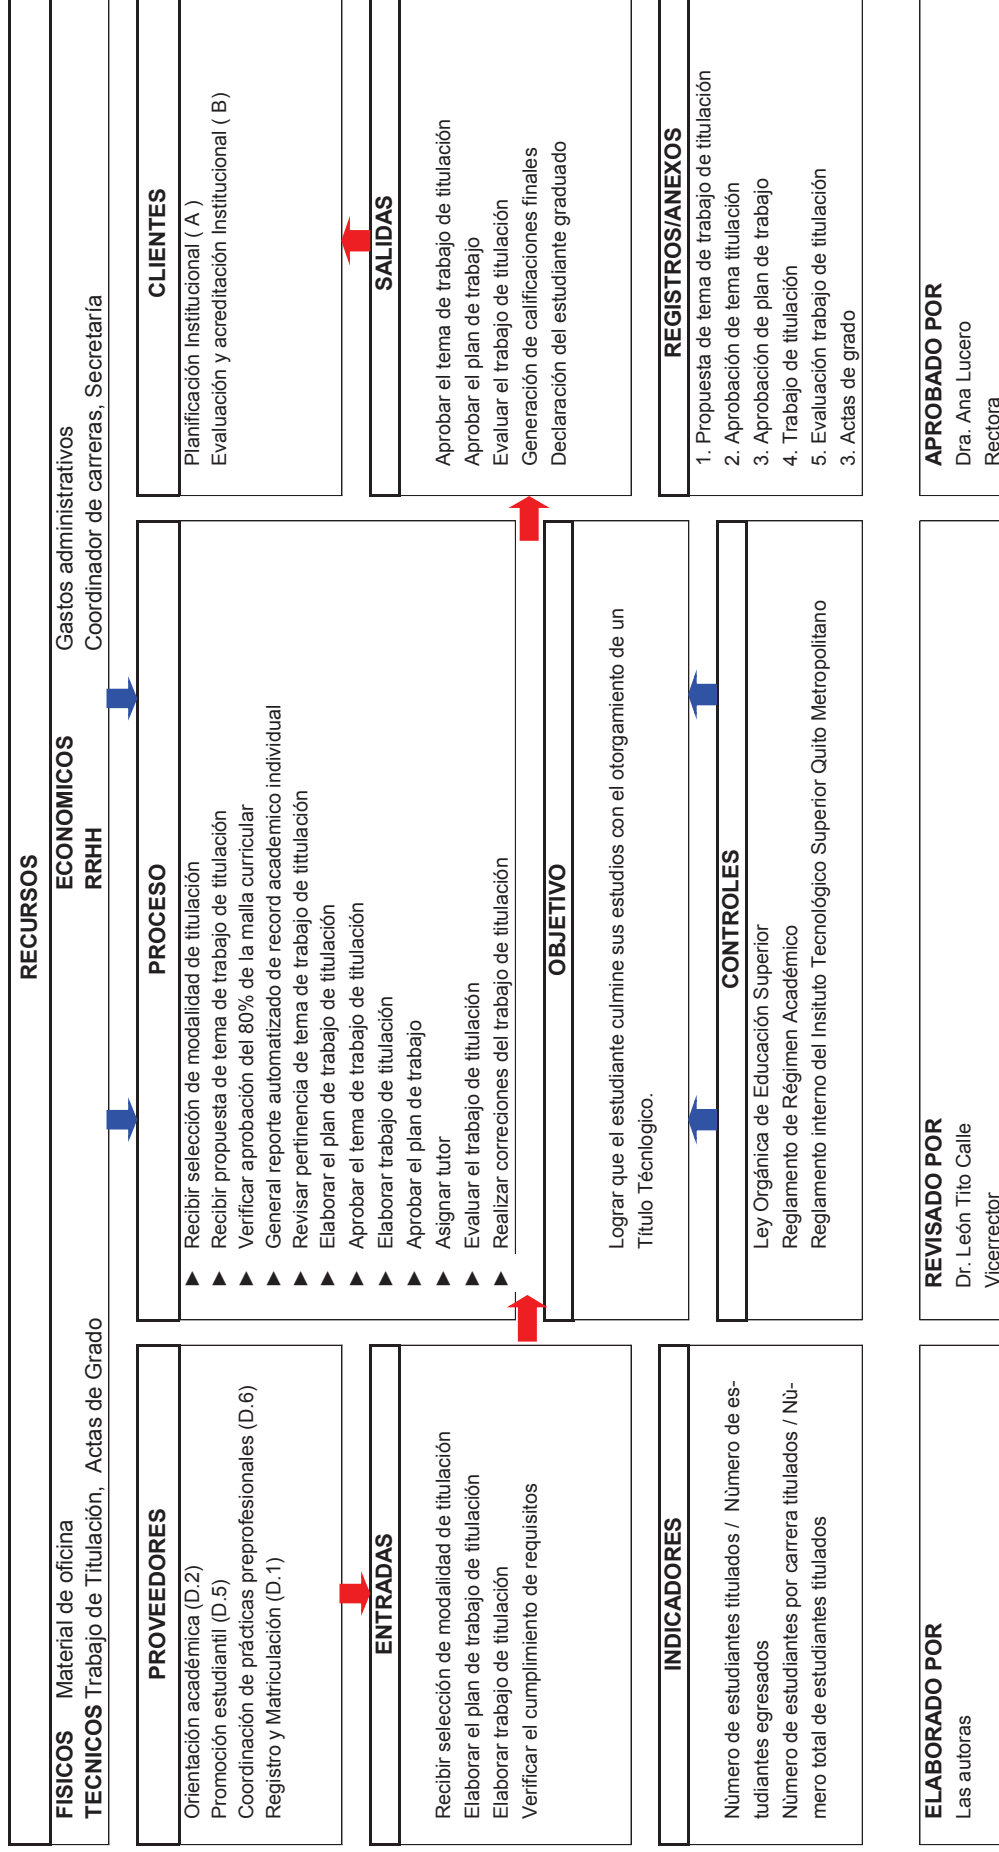 RECURSOS
FISICOS Material de oficina
ECONOMICOS Gastos administrativos
TECNICOS Trabajo de Titulación, Actas de Grado
RRHH Coordinador de carreras, Secretaría
PROVEEDORES
Orientación académica (D.2)
Promoción estudiantil (D.5)
Coordinación de prácticas preprofesionales (D.6)
Registro y Matriculación (D.1)
ENTRADAS
Recibir selección de modalidad de titulación
Elaborar el plan de trabajo de titulación
Elaborar trabajo de titulación
Verificar el cumplimiento de requisitos
INDICADORES
Nùmero de estudiantes titulados / Nùmero de es-
tudiantes egresados
Nùmero de estudiantes por carrera titulados / Nù-
mero total de estudiantes titulados
PROCESO
▶ Recibir selección de modalidad de titulación
▶ Recibir propuesta de tema de trabajo de titulación
▶ Verificar aprobación del 80% de la malla curricular
▶ General reporte automatizado de record academico individual
▶ Revisar pertinencia de tema de trabajo de tittulación
▶ Elaborar el plan de trabajo de titulación
▶ Aprobar el tema de trabajo de titulación
▶ Elaborar trabajo de titulación
▶ Aprobar el plan de trabajo
▶ Asignar tutor
▶ Evaluar el trabajo de titulación
▶ Realizar correciones del trabajo de titulación
OBJETIVO
Lograr que el estudiante culmine sus estudios con el otorgamiento de un
Título Técnlogico.
CONTROLES
Ley Orgánica de Educación Superior
Reglamento de Régimen Académico
Reglamento interno del Insituto Tecnológico Superior Quito Metropolitano
CLIENTES
Planificación Institucional ( A )
Evaluación y acreditación Institucional ( B)
SALIDAS
Aprobar el tema de trabajo de titulación
Aprobar el plan de trabajo
Evaluar el trabajo de titulación
Generación de calificaciones finales
Declaración del estudiante graduado
REGISTROS/ANEXOS
1. Propuesta de tema de trabajo de titulación
2. Aprobación de tema titulación
3. Aprobación de plan de trabajo
4. Trabajo de titulación
5. Evaluación trabajo de titulación
3. Actas de grado
ELABORADO POR
Las autoras
REVISADO POR
Dr. León Tito Calle
Vicerrector
APROBADO POR
Dra. Ana Lucero
Rectora